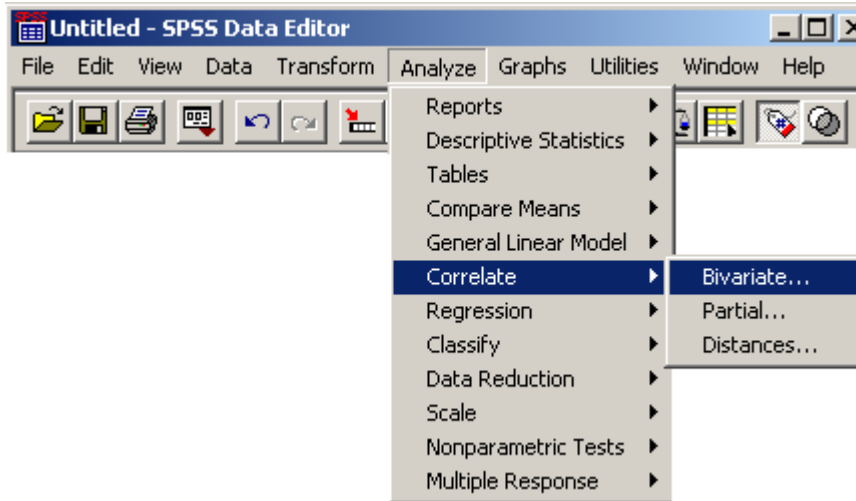 SPSS
Untitled - SPSS Data Editor
File Edit View Data Transform Analyze Graphs Utilities Window Help
Reports
Descriptive Statistics
Tables
Compare Means
General Linear Model
Correlate
Bivariate...
Regression
Partial...
Classify
Distances...
Data Reduction
Scale
Nonparametric Tests
Multiple Response